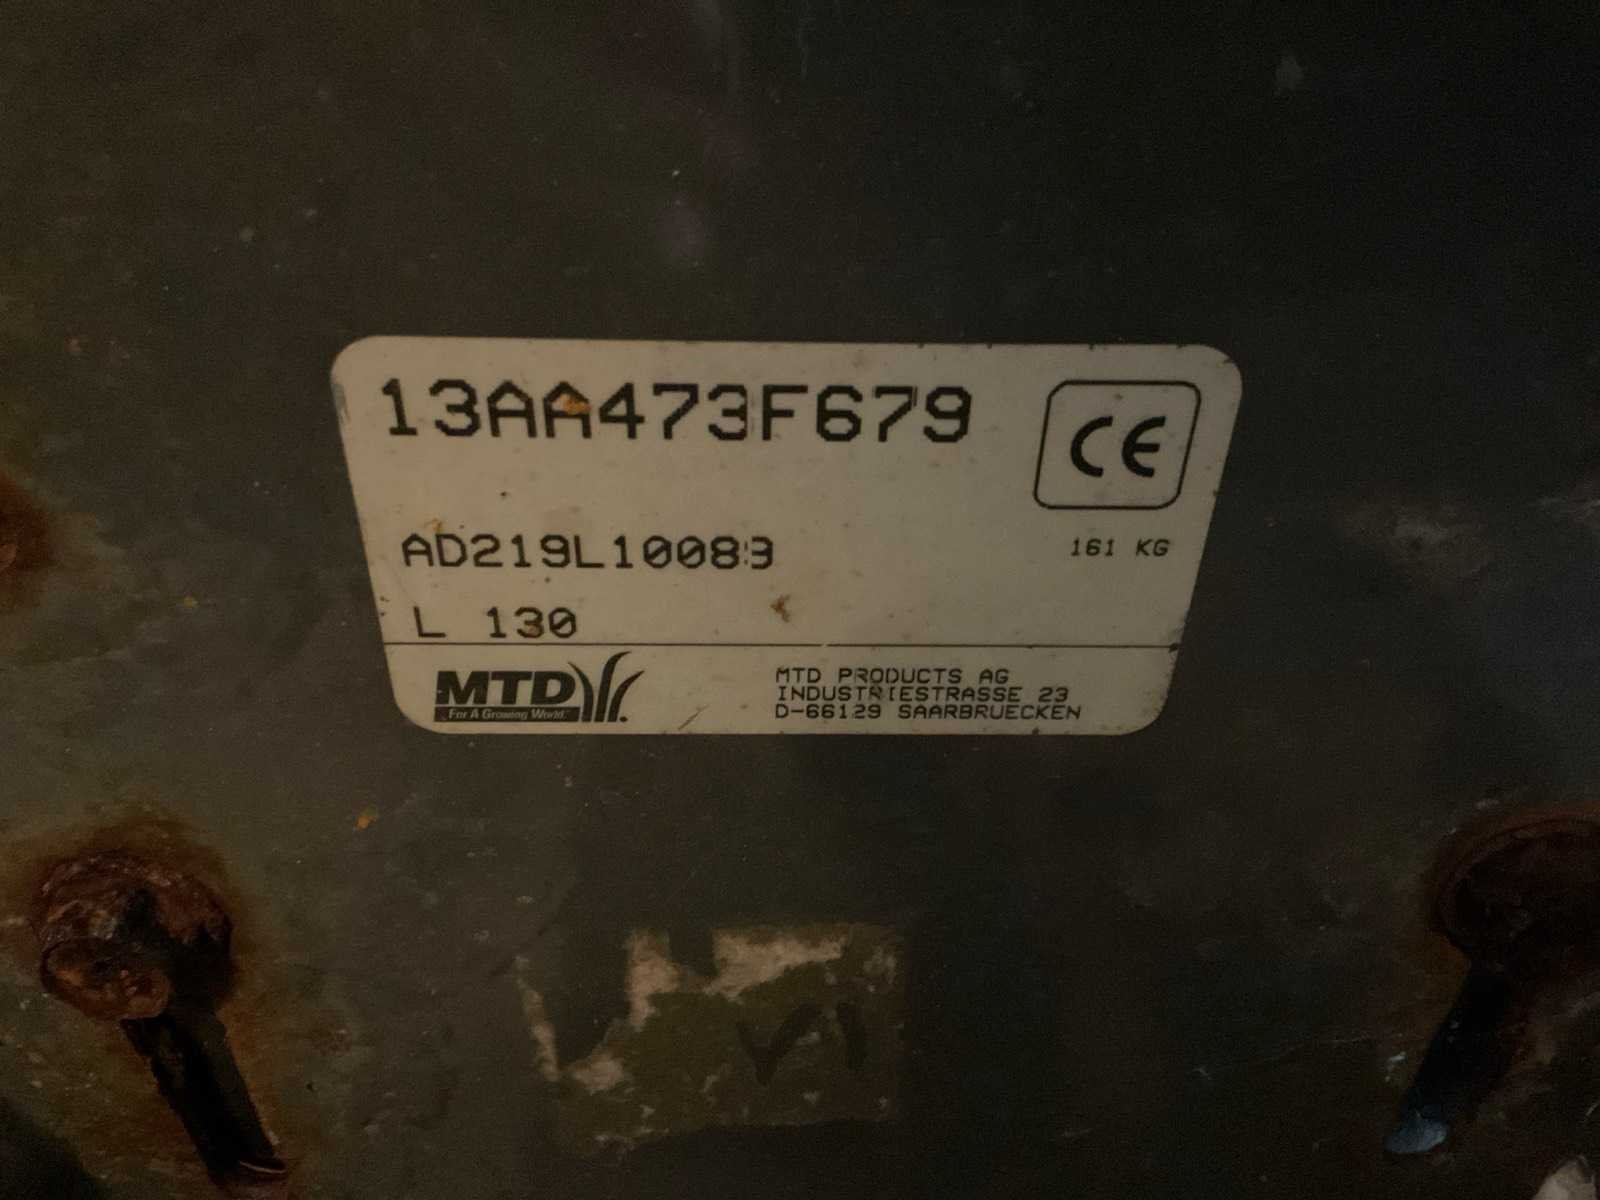 13AA473F679
CE
AD219L10083
161 KG
L 130
MTD
For A Growing World.
MTD PRODUCTS AG
INDUSTRIESTRASSE 23
D-66129 SAARBRUECKEN